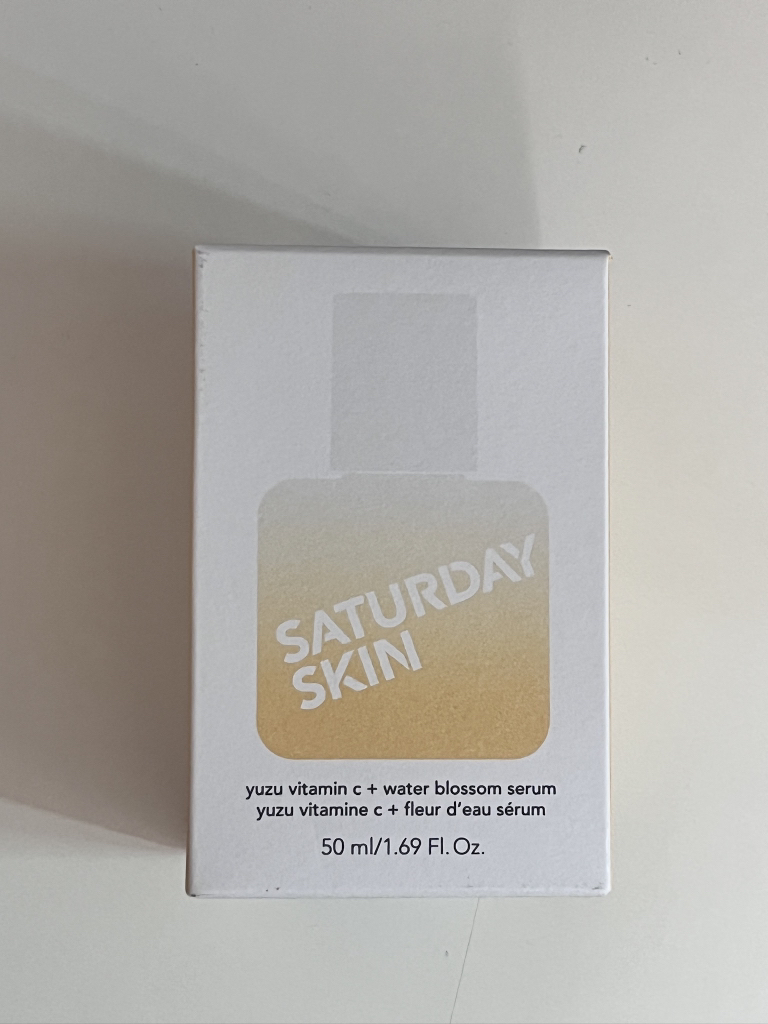 SATURDAY
SKIN
yuzu vitamin c + water blossom serum
yuzu vitamine c + fleur d'eau sérum
50 ml/1.69 Fl. Oz.